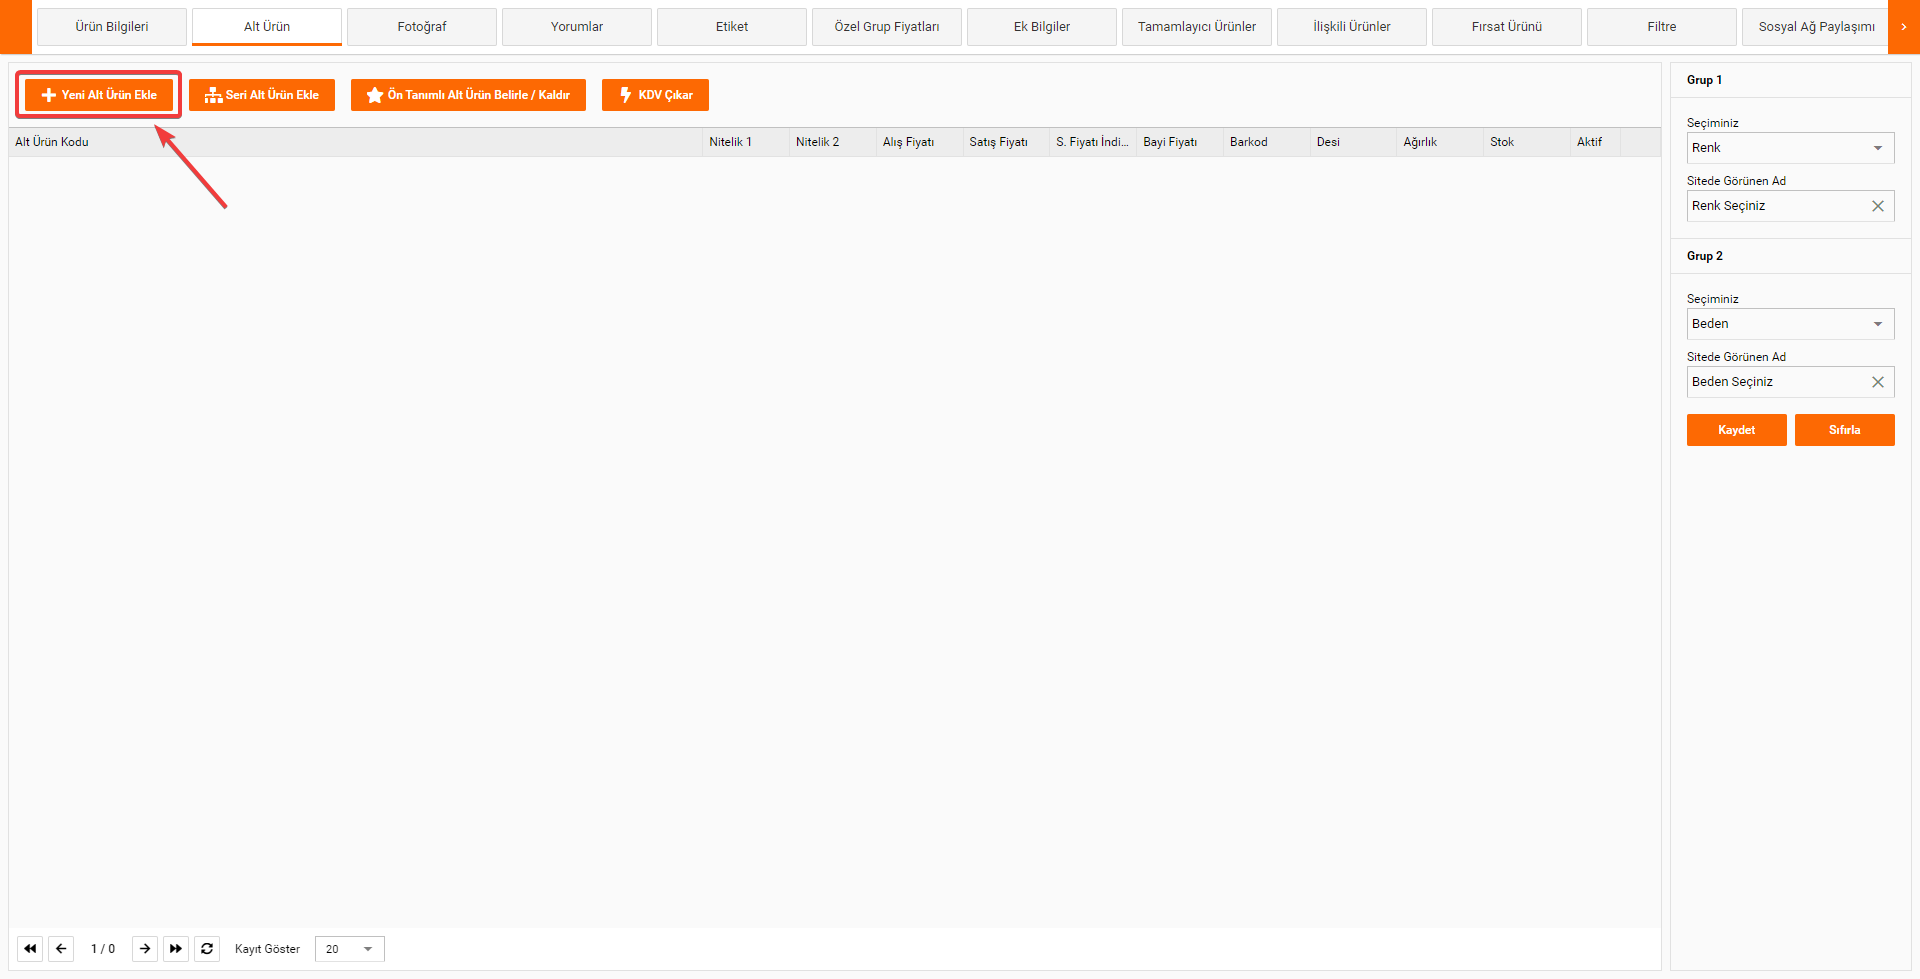 Ürün Bilgileri Alt Ürün Fotoğraf Yorumlar Etiket Özel Grup Fiyatları Ek Bilgiler Tamamlayıcı Ürünler İlişkili Ürünler Fırsat Ürünü Filtre Sosyal Ağ Paylaşımı
Yeni Alt Ürün Ekle Seri Alt Ürün Ekle Ön Tanımlı Alt Ürün Belirle / Kaldır KDV Çıkar
Alt Ürün Kodu Nitelik 1 Nitelik 2 Alış Fiyatı Satış Fiyatı S. Fiyatı İndi... Bayi Fiyatı Barkod Desi Ağırlık Stok Aktif
Grup 1
Seçiminiz
Renk
Sitede Görünen Ad
Renk Seçiniz
Grup 2
Seçiminiz
Beden
Sitede Görünen Ad
Beden Seçiniz
Kaydet Sıfırla
1 / 0 Kayıt Göster 20